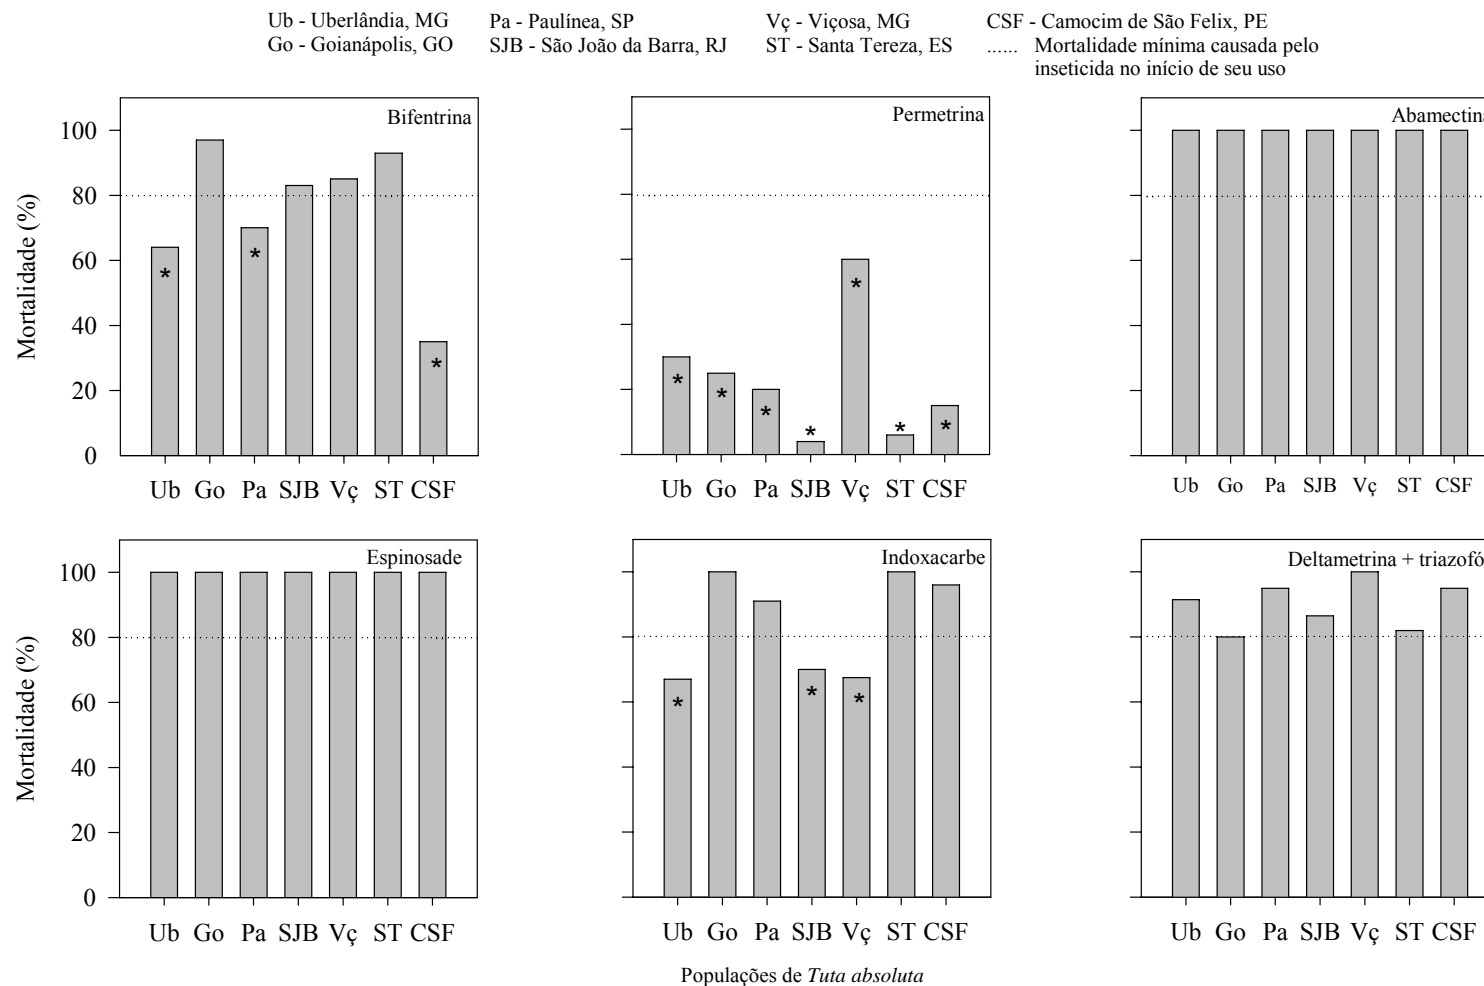 Ub - Uberlândia, MG Pa - Paulínea, SP Vç - Viçosa, MG CSF - Camocim de São Felix, PE
Go - Goianápolis, GO SJB - São João da Barra, RJ ST - Santa Tereza, ES ...... Mortalidade mínima causada pelo
inseticida no início de seu uso
Bifentrina
Mortalidade (%)
100
80
60
40
20
0
* * *
Ub Go Pa SJB Vç ST CSF
Permetrina
* * * * * * *
Ub Go Pa SJB Vç ST CSF
Abamectina
Ub Go Pa SJB Vç ST CSF
Espinosade
Mortalidade (%)
100
80
60
40
20
0
Ub Go Pa SJB Vç ST CSF
Indoxacarbe
* * *
Ub Go Pa SJB Vç ST CSF
Deltametrina + triazofó
Ub Go Pa SJB Vç ST CSF
Populações de Tuta absoluta